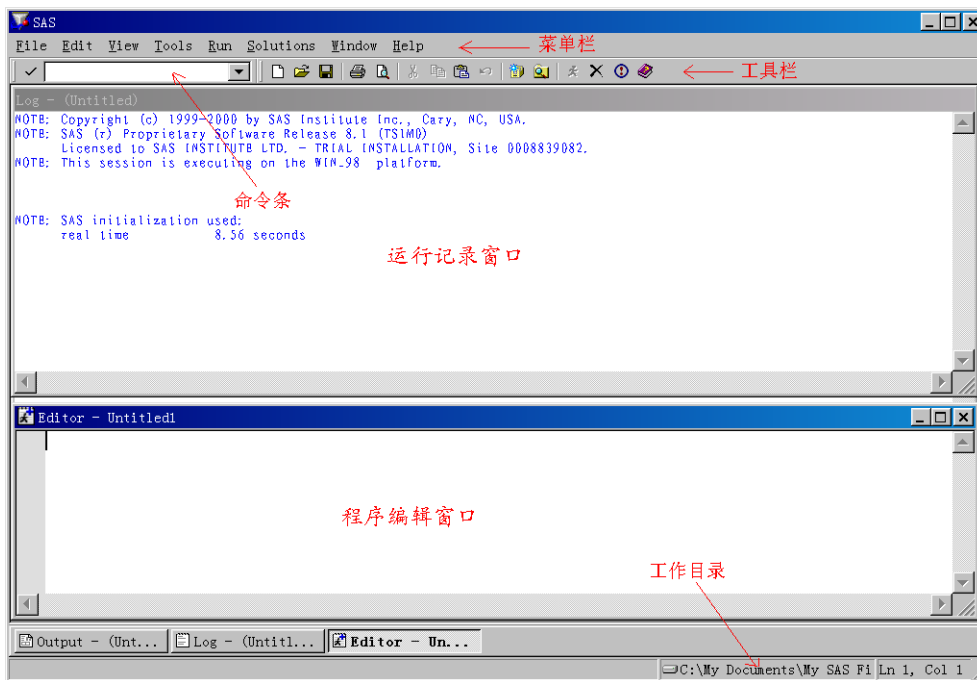 SAS
File Edit View Tools Run Solutions Window Help
菜单栏
工具栏
Log - (Untitled)
NOTE: Copyright (c) 1999-2000 by SAS Institute Inc., Cary, NC, USA.
NOTE: SAS (r) Proprietary Software Release 8.1 (TS1M0)
Licensed to SAS INSTITUTE LTD. - TRIAL INSTALLATION, Site 0008839082.
NOTE: This session is executing on the WIN_98 platform.
命令条
NOTE: SAS initialization used:
real time 8.56 seconds
运行记录窗口
Editor - Untitled1
程序编辑窗口
工作目录
Output - (Unt... Log - (Untitl... Editor - Un...
C:\My Documents\My SAS Fi Ln 1, Col 1